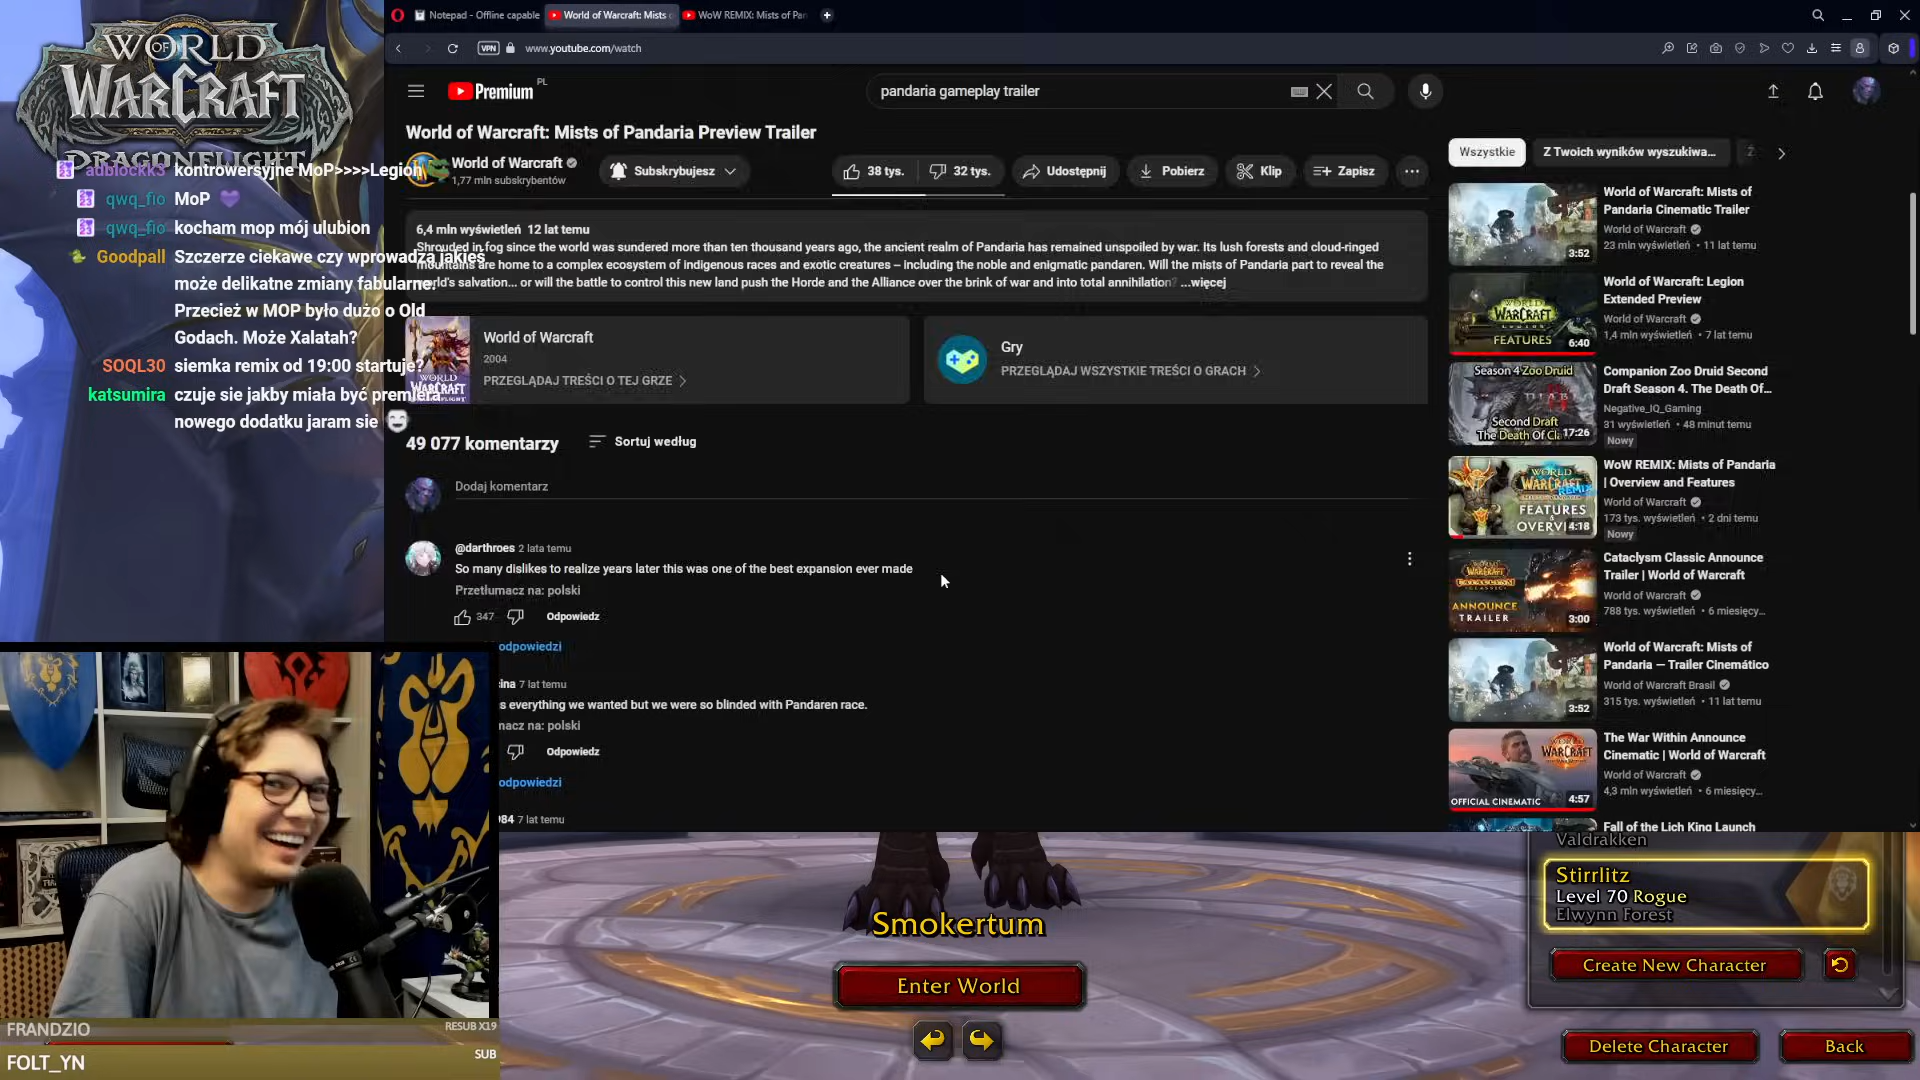 WORLD OF WARCRAFT
DRAGONFLIGHT
adblockk3 kontrowersyjne MoP>>>>Legion
qwq_fio MoP
qwq_fio kocham mop mój ulubion
Goodpall Szczerze ciekawe czy wprowadzą jakieś
może delikatne zmiany fabularne.
Przecież w MOP było dużo o Old
Godach. Może Xalatah?
SOQL30 siemka remix od 19:00 startuje?
katsumira czuje sie jakby miała być premiera
nowego dodatku jaram sie
Notepad - Offline capable
World of Warcraft: Mists
WoW REMIX: Mists of Pan
VPN
www.youtube.com/watch
Premium PL
pandaria gameplay trailer
World of Warcraft: Mists of Pandaria Preview Trailer
World of Warcraft
1,77 mln subskrybentów
Subskrybujesz
38 tys.
32 tys.
Udostępnij
Pobierz
Klip
Zapisz
6,4 mln wyświetleń 12 lat temu
Shrouded in fog since the world was sundered more than ten thousand years ago, the ancient realm of Pandaria has remained unspoiled by war. Its lush forests and cloud-ringed
mountains are home to a complex ecosystem of indigenous races and exotic creatures – including the noble and enigmatic pandaren. Will the mists of Pandaria part to reveal the
world's salvation... or will the battle to control this new land push the Horde and the Alliance over the brink of war and into total annihilation? ...więcej
World of Warcraft
2004
PRZEGLĄDAJ TREŚCI O TEJ GRZE
Gry
PRZEGLĄDAJ WSZYSTKIE TREŚCI O GRACH
49 077 komentarzy
Sortuj według
Dodaj komentarz
@darthroes 2 lata temu
So many dislikes to realize years later this was one of the best expansion ever made
Przetłumacz na: polski
347
Odpowiedz
odpowiedzi
cina 7 lat temu
s everything we wanted but we were so blinded with Pandaren race.
macz na: polski
Odpowiedz
odpowiedzi
984 7 lat temu
Wszystkie
Z Twoich wyników wyszukiwa...
World of Warcraft: Mists of
Pandaria Cinematic Trailer
World of Warcraft
23 mln wyświetleń • 11 lat temu
3:52
World of Warcraft: Legion
Extended Preview
World of Warcraft
1,4 mln wyświetleń • 7 lat temu
WARCRAFT
FEATURES
6:40
Companion Zoo Druid Second
Draft Season 4. The Death Of...
Negative_IQ_Gaming
31 wyświetleń • 48 minut temu
Nowy
Season 4 Zoo Druid
Second Draft
The Death Of Cl
17:26
WoW REMIX: Mists of Pandaria
| Overview and Features
World of Warcraft
173 tys. wyświetleń • 2 dni temu
Nowy
WORLD
WARCRAFT
REMIX
FEATURES
OVERVI
4:18
Cataclysm Classic Announce
Trailer | World of Warcraft
World of Warcraft
788 tys. wyświetleń • 6 miesięcy...
ANNOUNCE
TRAILER
3:00
World of Warcraft: Mists of
Pandaria — Trailer Cinemático
World of Warcraft Brasil
315 tys. wyświetleń • 11 lat temu
3:52
The War Within Announce
Cinematic | World of Warcraft
World of Warcraft
4,3 mln wyświetleń • 6 miesięcy...
OFFICIAL CINEMATIC
4:57
Fall of the Lich King Launch
Valdrakken
Stirrlitz
Level 70 Rogue
Elwynn Forest
Create New Character
Smokertum
Enter World
Delete Character
Back
FRANDZIO
RESUB X19
FOLT_YN
SUB